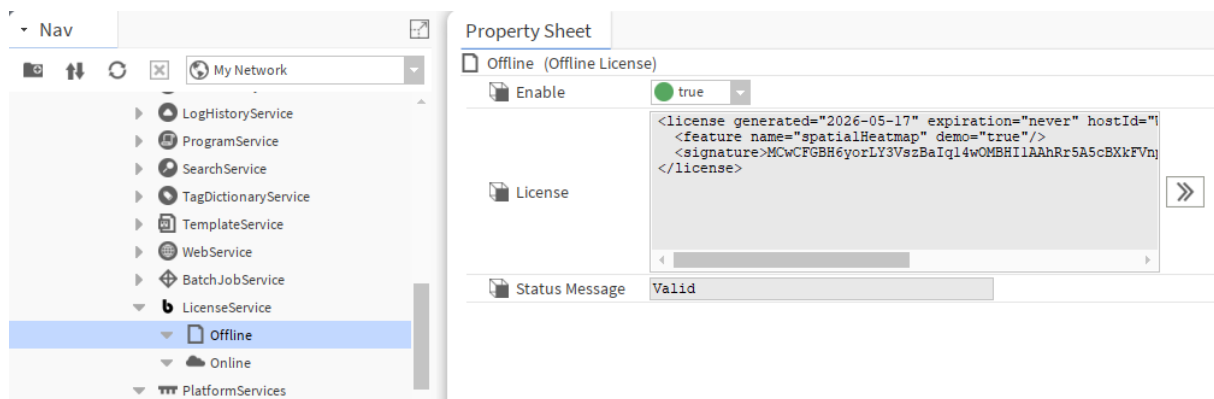 Nav
My Network
LogHistoryService
ProgramService
SearchService
TagDictionaryService
TemplateService
WebService
BatchJobService
LicenseService
Offline
Online
PlatformServices
Property Sheet
Offline (Offline License)
Enable
true
License
<license generated="2026-05-17" expiration="never" hostId="
<feature name="spatialHeatmap" demo="true"/>
</license>
Status Message
Valid